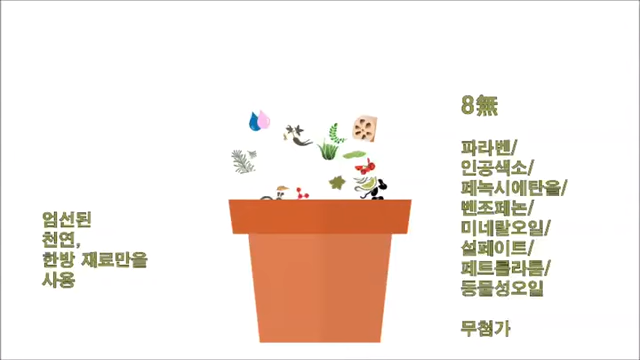 엄선된
천연,
한방 재료만을
사용
8無
파라벤/
인공색소/
페녹시에탄올/
벤조페논/
미네랄오일/
설페이트/
페트롤라툼/
동물성오일
무첨가